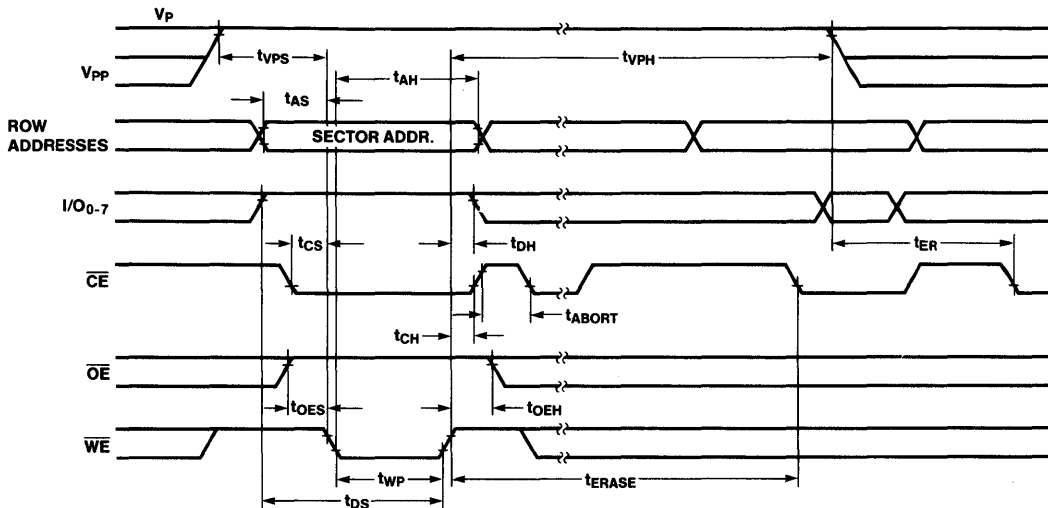 VP
tVPS
tVPH
VPP
tAH
tAS
ROW
ADDRESSES
SECTOR ADDR.
I/O0-7
tCS
tDH
tER
CE
tABORT
tCH
OE
tOES
tOEH
WE
tWP
tERASE
tDS